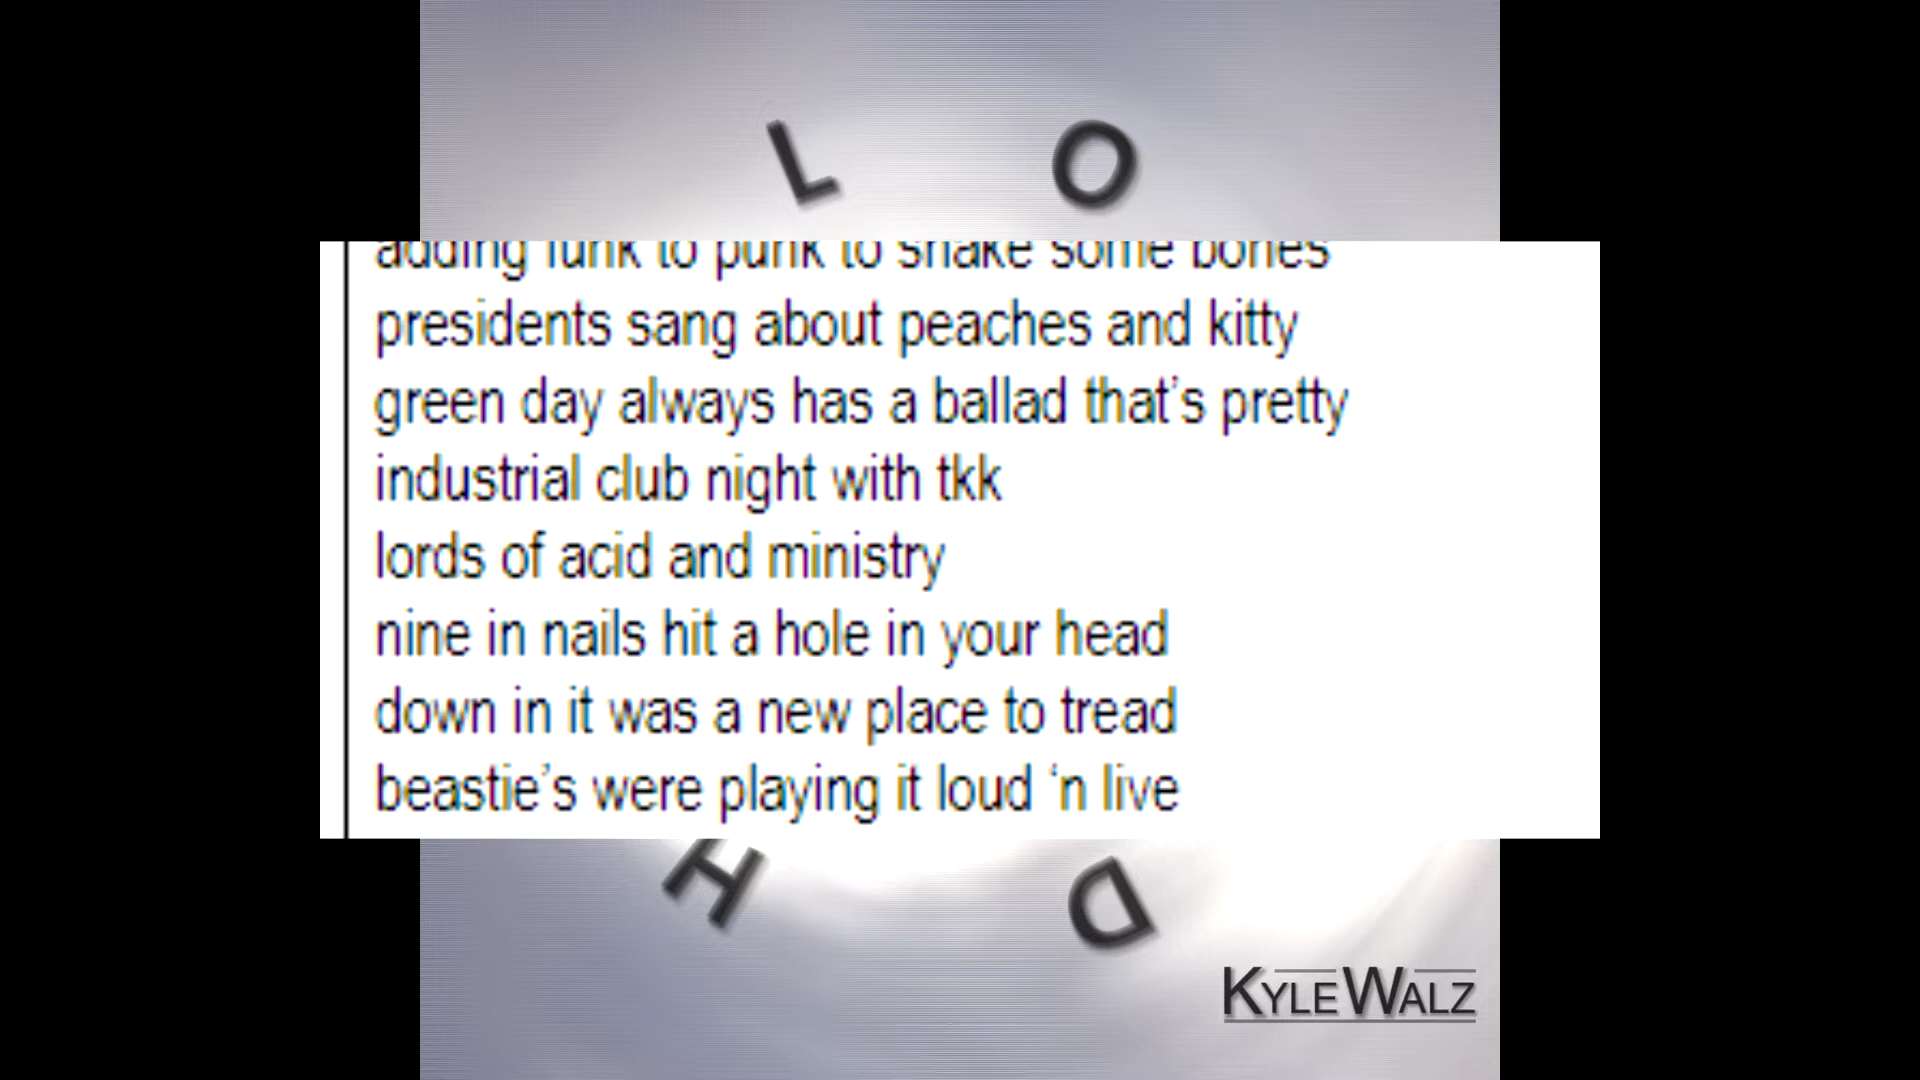 L O
adding funk to punk to shake some bones
presidents sang about peaches and kitty
green day always has a ballad that's pretty
industrial club night with tkk
lords of acid and ministry
nine in nails hit a hole in your head
down in it was a new place to tread
beastie's were playing it loud ‘n live
H D
KYLE WALZ